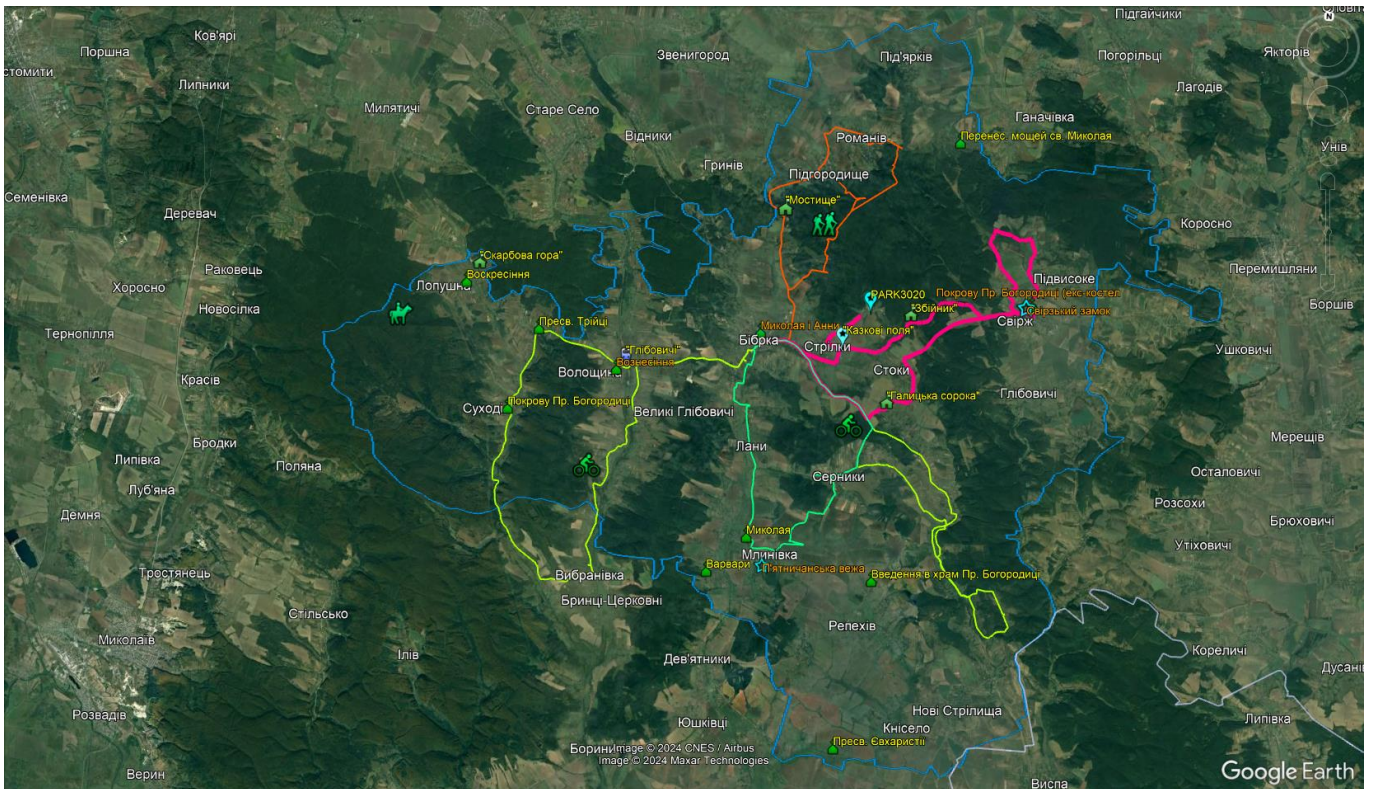 Підгайчики
Словіт
N
Ков'ярі
Поршна
Звенигород
Під'ярків
Погорільці
Якторів
стомити
Липники
Лагодів
Милятичі
Старе Село
Ганачівка
Відники
Романів
Перенес. мощей св. Миколая
Унів
Гринів
Підгородище
Семенівка
"Мостище"
Деревач
Коросно
"Скарбова гора"
Раковець
Воскресіння
Перемишляни
Лопушна
Підвисоке
Хоросно
PARK3020
Покрову Пр. Богородиці (екс-костел
Новосілка
"Збійник"
Свірзький замок
Боршів
Пресв. Трійці
Миколая і Анни
"Казкові поля"
Свірж
Тернопілля
Бібрка
Стрілки
"Глібовичі"
Ушковичі
Вознесіння
Волощина
Стоки
Красів
Покрову Пр. Богородиці
"Галицька сорока"
Глібовичі
Суходіл
Великі Глібовичі
Бродки
Лани
Мерещів
Липівка
Поляна
Серники
Осталовичі
Луб'яна
Розсохи
Демня
Брюховичі
Миколая
Утіховичі
Млинівка
Варвари
П'ятничанська вежа
Тростянець
Вибранівка
Введення в храм Пр. Богородиці
Бринці-Церковні
Стільсько
Репехів
Миколаїв
Ілів
Дев'ятники
Кореличі
Розвадів
Нові Стрілища
Юшківці
Липівка
Кнісело
Пресв. Євхаристії
Image © 2024 CNES / Airbus
Image © 2024 Maxar Technologies
Верин
Google Earth
Виспа